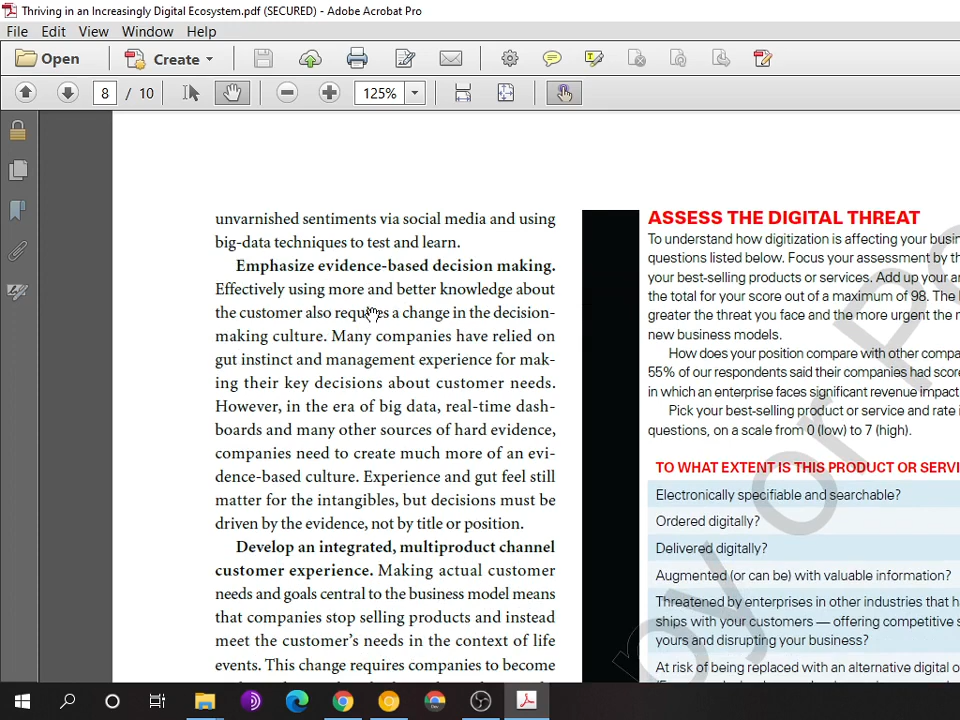 Thriving in an Increasingly Digital Ecosystem.pdf (SECURED) - Adobe Acrobat Pro
File Edit View Window Help
Open Create
8 / 10 125%
unvarnished sentiments via social media and using
big-data techniques to test and learn.
Emphasize evidence-based decision making.
Effectively using more and better knowledge about
the customer also requires a change in the decision-
making culture. Many companies have relied on
gut instinct and management experience for mak-
ing their key decisions about customer needs.
However, in the era of big data, real-time dash-
boards and many other sources of hard evidence,
companies need to create much more of an evi-
dence-based culture. Experience and gut feel still
matter for the intangibles, but decisions must be
driven by the evidence, not by title or position.
Develop an integrated, multiproduct channel
customer experience. Making actual customer
needs and goals central to the business model means
that companies stop selling products and instead
meet the customer's needs in the context of life
events. This change requires companies to become
ASSESS THE DIGITAL THREAT
To understand how digitization is affecting your busin
questions listed below. Focus your assessment by th
your best-selling products or services. Add up your an
the total for your score out of a maximum of 98. The
greater the threat you face and the more urgent the n
new business models.
How does your position compare with other compa
55% of our respondents said their companies had score
in which an enterprise faces significant revenue impact
Pick your best-selling product or service and rate i
questions, on a scale from 0 (low) to 7 (high).
TO WHAT EXTENT IS THIS PRODUCT OR SERVI
Electronically specifiable and searchable?
Ordered digitally?
Delivered digitally?
Augmented (or can be) with valuable information?
Threatened by enterprises in other industries that h
ships with your customers — offering competitive s
yours and disrupting your business?
At risk of being replaced with an alternative digital o
py or Po